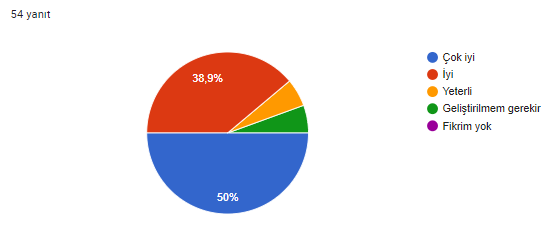 54 yanıt
38,9%
50%
Çok iyi
İyi
Yeterli
Geliştirilmem gerekir
Fikrim yok